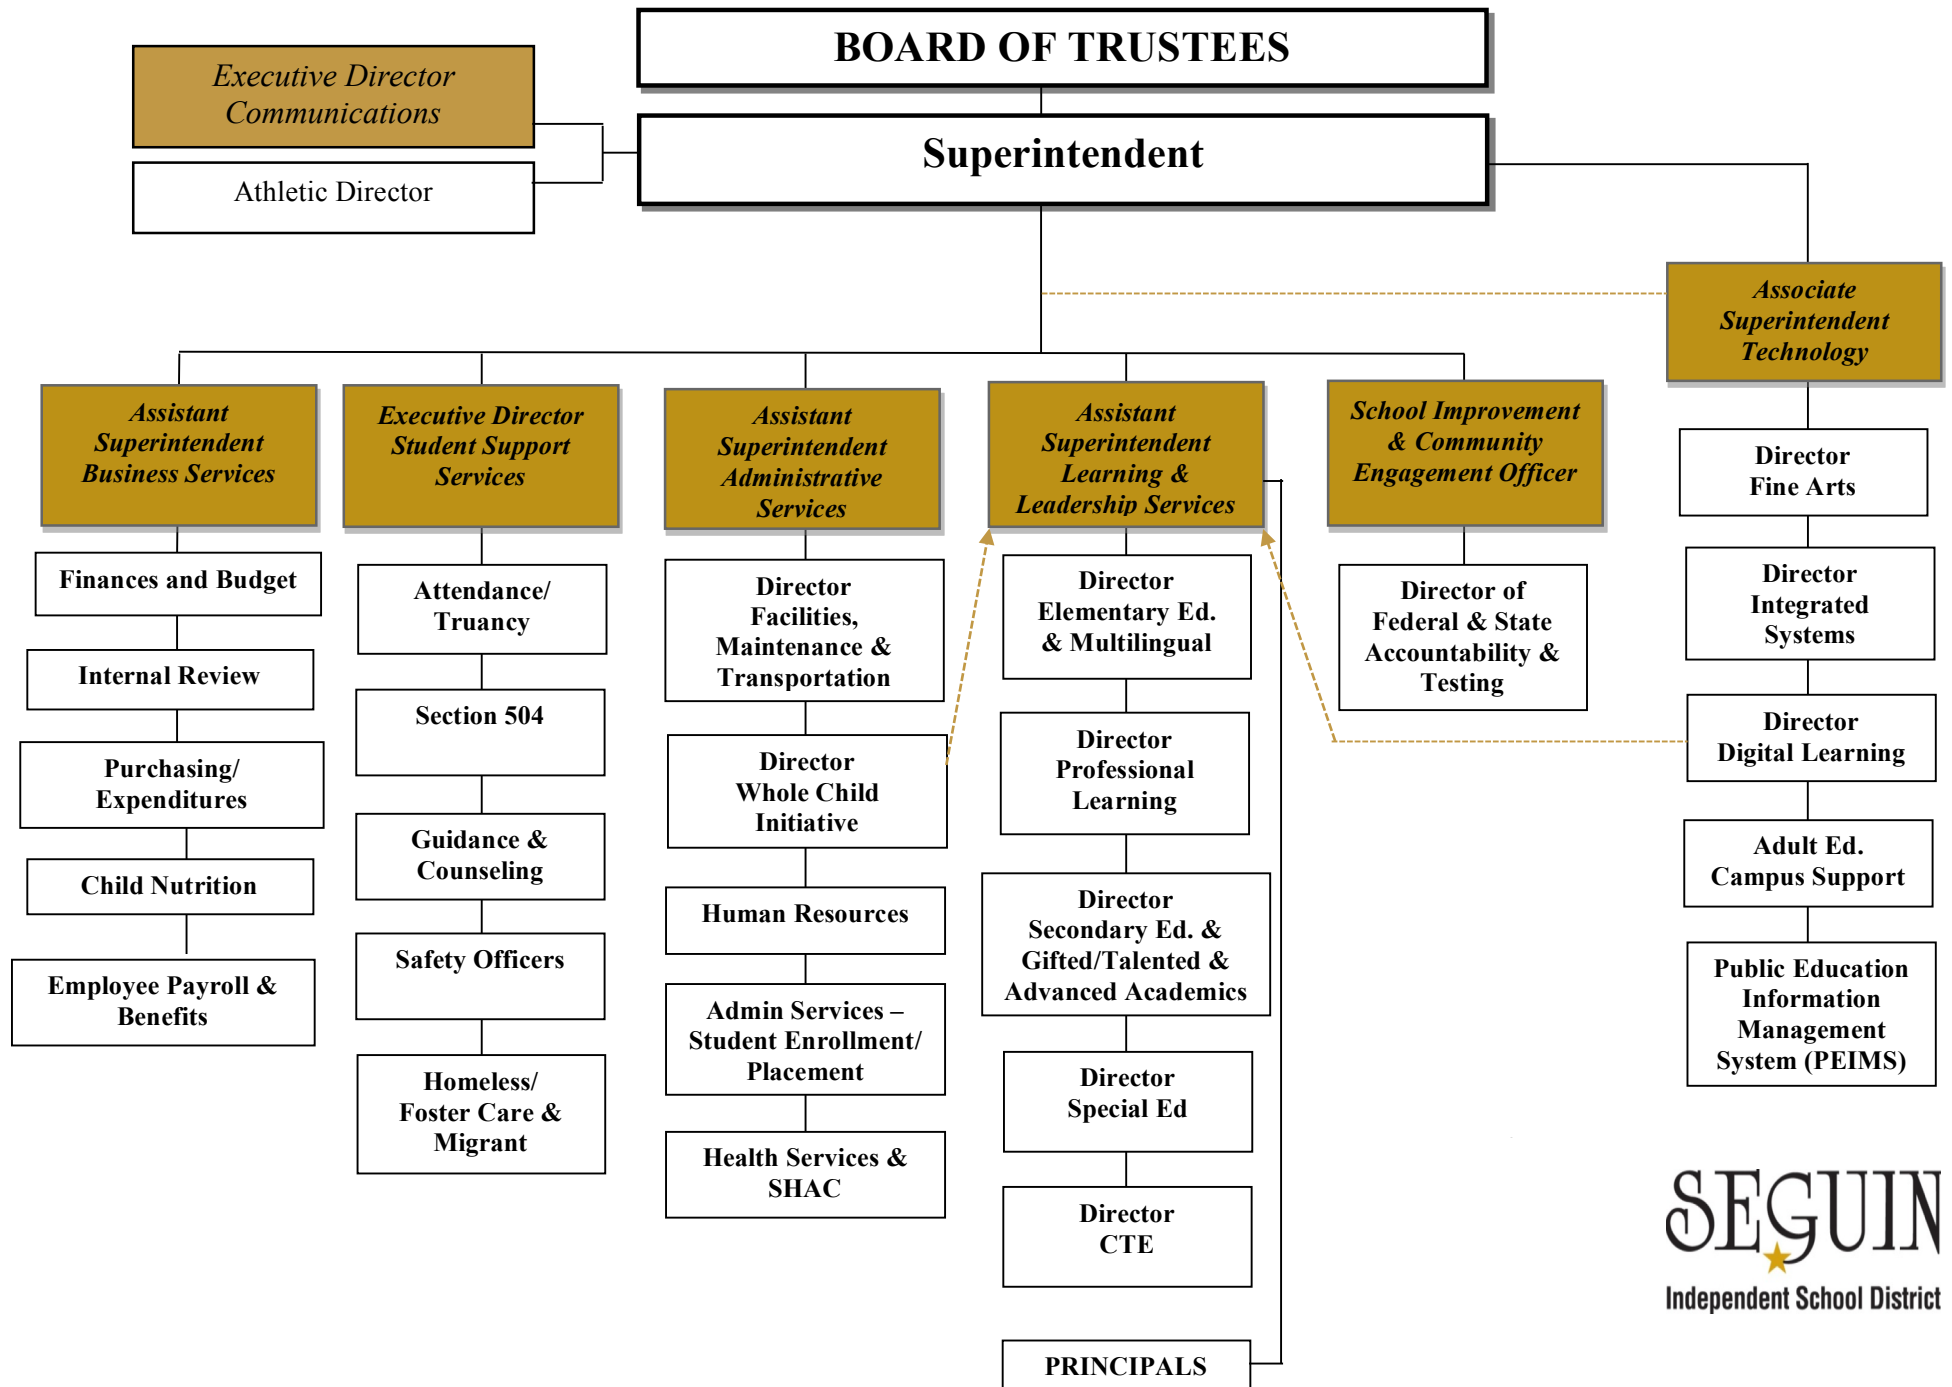 BOARD OF TRUSTEES
Executive Director
Communications
Superintendent
Athletic Director
Associate
Superintendent
Technology
Assistant
Superintendent
Business Services
Executive Director
Student Support
Services
Assistant
Superintendent
Administrative
Services
Assistant
Superintendent
Learning &
Leadership Services
School Improvement
& Community
Engagement Officer
Finances and Budget
Internal Review
Purchasing/
Expenditures
Child Nutrition
Employee Payroll &
Benefits
Attendance/
Truancy
Section 504
Guidance &
Counseling
Safety Officers
Homeless/
Foster Care &
Migrant
Director
Facilities,
Maintenance &
Transportation
Director
Whole Child
Initiative
Human Resources
Admin Services –
Student Enrollment/
Placement
Health Services &
SHAC
Director
Elementary Ed.
& Multilingual
Director
Professional
Learning
Director
Secondary Ed. &
Gifted/Talented &
Advanced Academics
Director
Special Ed
Director
CTE
PRINCIPALS
Director of
Federal & State
Accountability &
Testing
Director
Fine Arts
Director
Integrated
Systems
Director
Digital Learning
Adult Ed.
Campus Support
Public Education
Information
Management
System (PEIMS)
SEGUIN
Independent School District